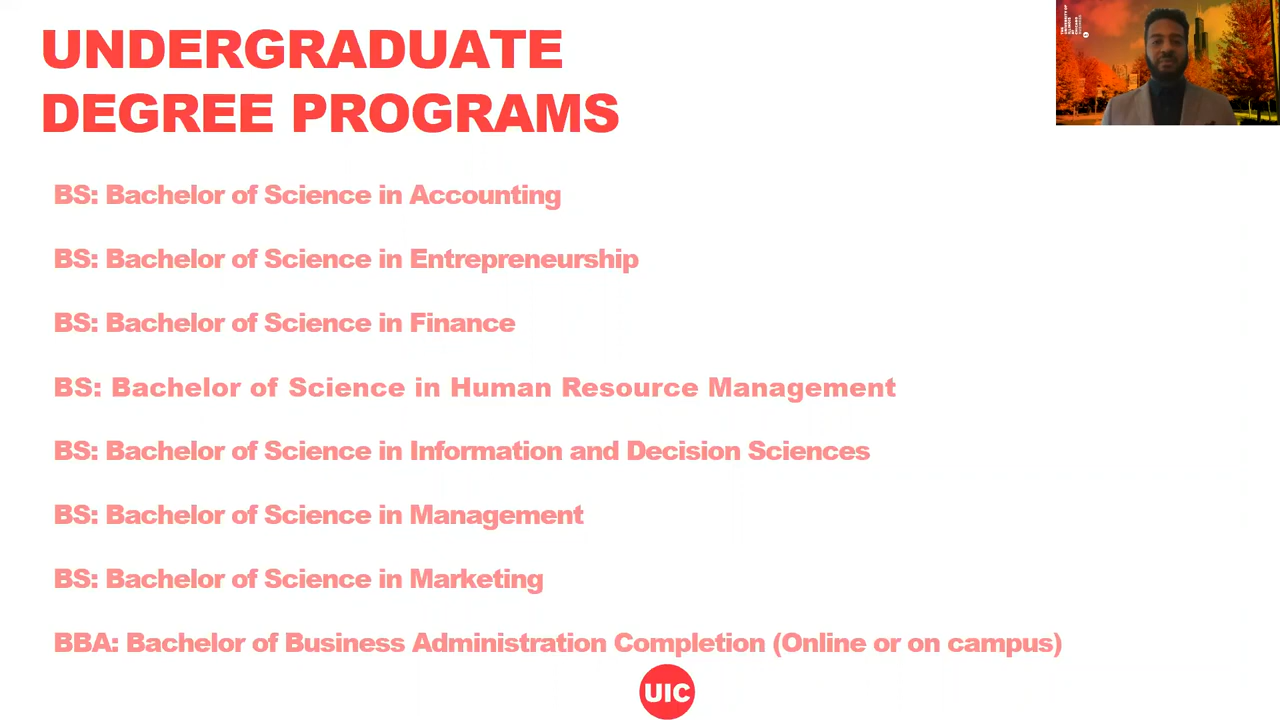 UNDERGRADUATE
DEGREE PROGRAMS
BS: Bachelor of Science in Accounting
BS: Bachelor of Science in Entrepreneurship
BS: Bachelor of Science in Finance
BS: Bachelor of Science in Human Resource Management
BS: Bachelor of Science in Information and Decision Sciences
BS: Bachelor of Science in Management
BS: Bachelor of Science in Marketing
BBA: Bachelor of Business Administration Completion (Online or on campus)
UIC